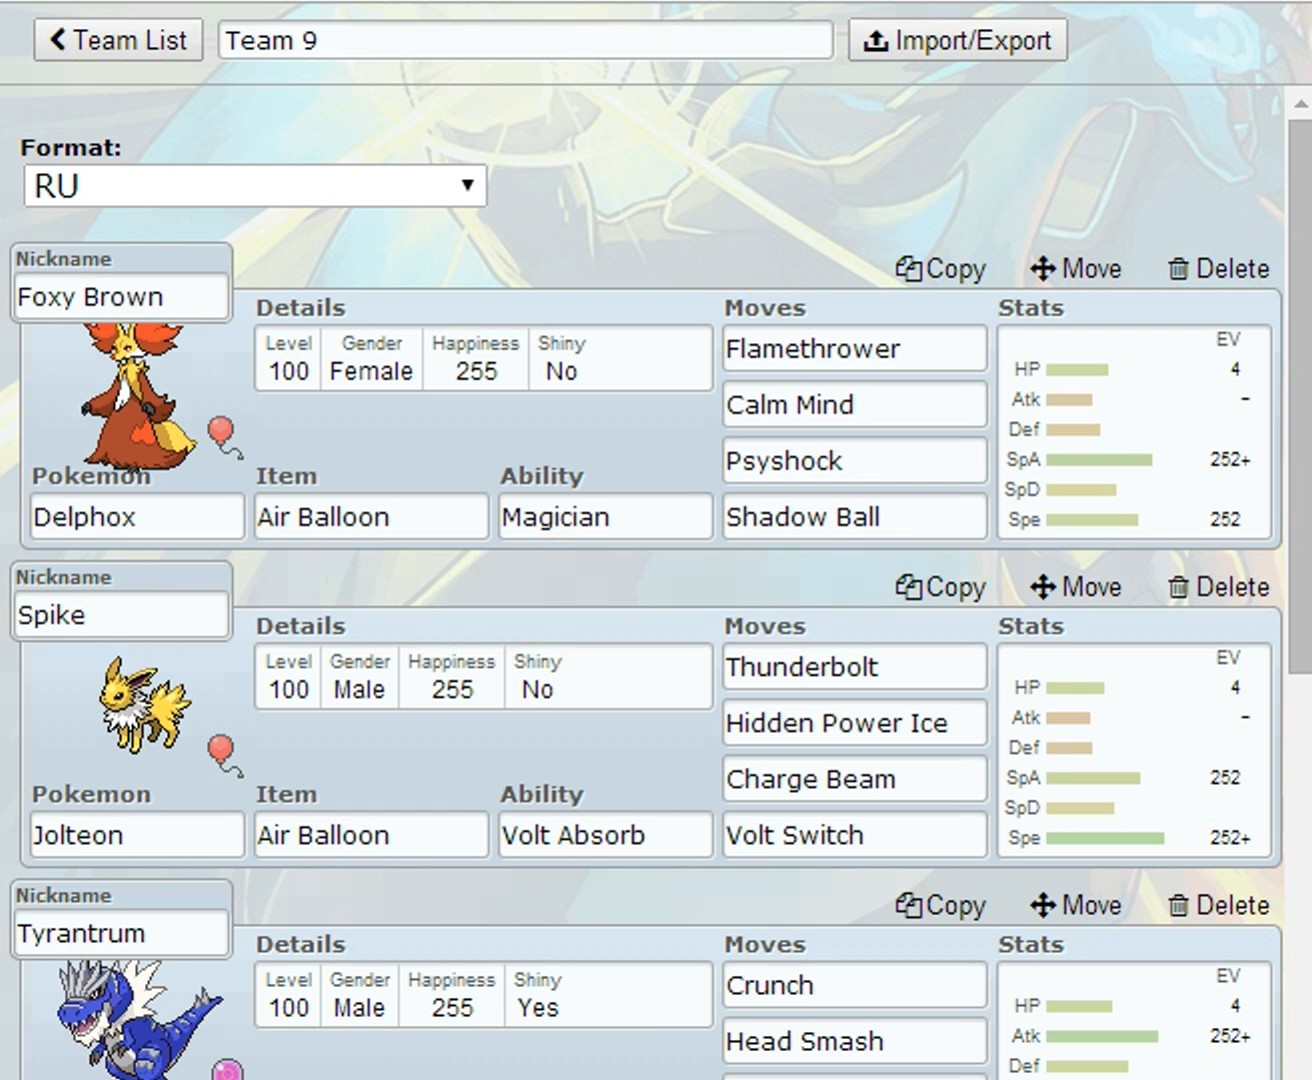 Team List
Team 9
Import/Export
Format:
RU
Nickname
Foxy Brown
Copy
Move
Delete
Details
Moves
Stats
Level Gender Happiness Shiny
100 Female 255 No
Flamethrower
Calm Mind
Psyshock
Shadow Ball
EV
HP 4
Atk -
Def
SpA 252+
SpD
Spe 252
Pokemon
Item
Ability
Delphox
Air Balloon
Magician
Nickname
Spike
Copy
Move
Delete
Details
Moves
Stats
Level Gender Happiness Shiny
100 Male 255 No
Thunderbolt
Hidden Power Ice
Charge Beam
Volt Switch
EV
HP 4
Atk -
Def
SpA 252
SpD
Spe 252+
Pokemon
Item
Ability
Jolteon
Air Balloon
Volt Absorb
Nickname
Tyrantrum
Copy
Move
Delete
Details
Moves
Stats
Level Gender Happiness Shiny
100 Male 255 Yes
Crunch
Head Smash
EV
HP 4
Atk 252+
Def